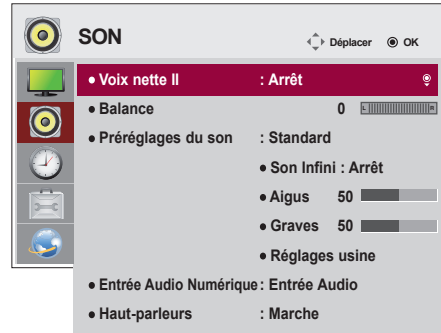 SON
Déplacer OK
• Voix nette II : Arrêt
• Balance 0 L R
• Préréglages du son : Standard
• Son Infini : Arrêt
• Aigus 50
• Graves 50
• Réglages usine
• Entrée Audio Numérique : Entrée Audio
• Haut-parleurs : Marche